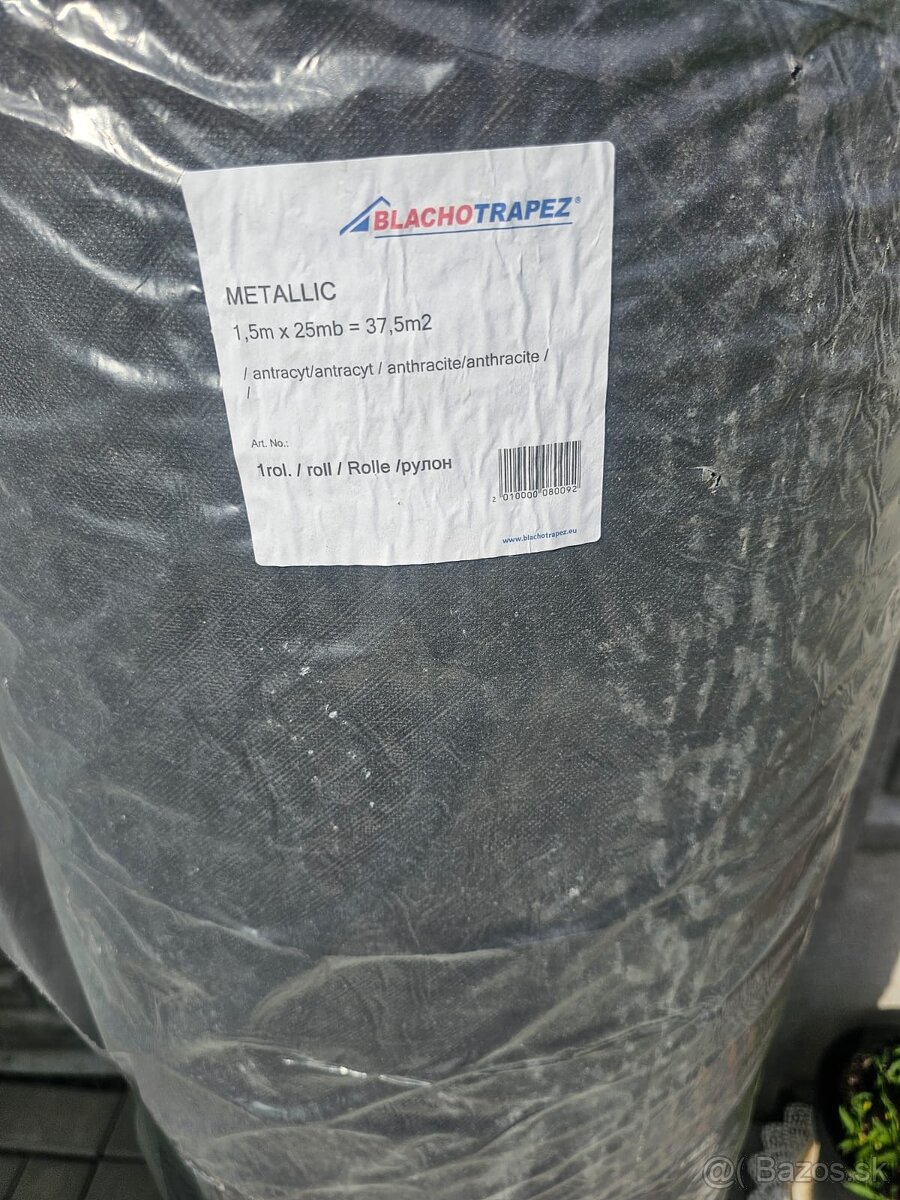 BLACHOTRAPEZ®
METALLIC
1,5m x 25mb = 37,5m2
/ antracyt/antracyt / anthracite/anthracite /
/
Art. No.:
1rol. / roll / Rolle /рулон
2 010000 080092
www.blachotrapez.eu
@( Bazos.sk